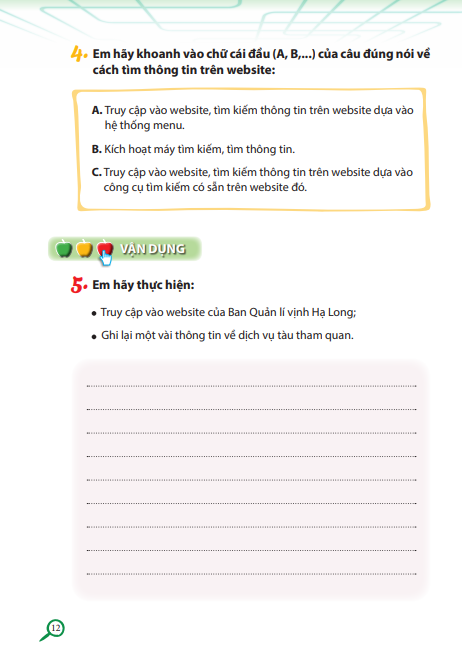 4. Em hãy khoanh vào chữ cái đầu (A, B,...) của câu đúng nói về
cách tìm thông tin trên website:
A. Truy cập vào website, tìm kiếm thông tin trên website dựa vào
hệ thống menu.
B. Kích hoạt máy tìm kiếm, tìm thông tin.
C. Truy cập vào website, tìm kiếm thông tin trên website dựa vào
công cụ tìm kiếm có sẵn trên website đó.
VẬN DỤNG
5. Em hãy thực hiện:
• Truy cập vào website của Ban Quản lí vịnh Hạ Long;
• Ghi lại một vài thông tin về dịch vụ tàu tham quan.
12